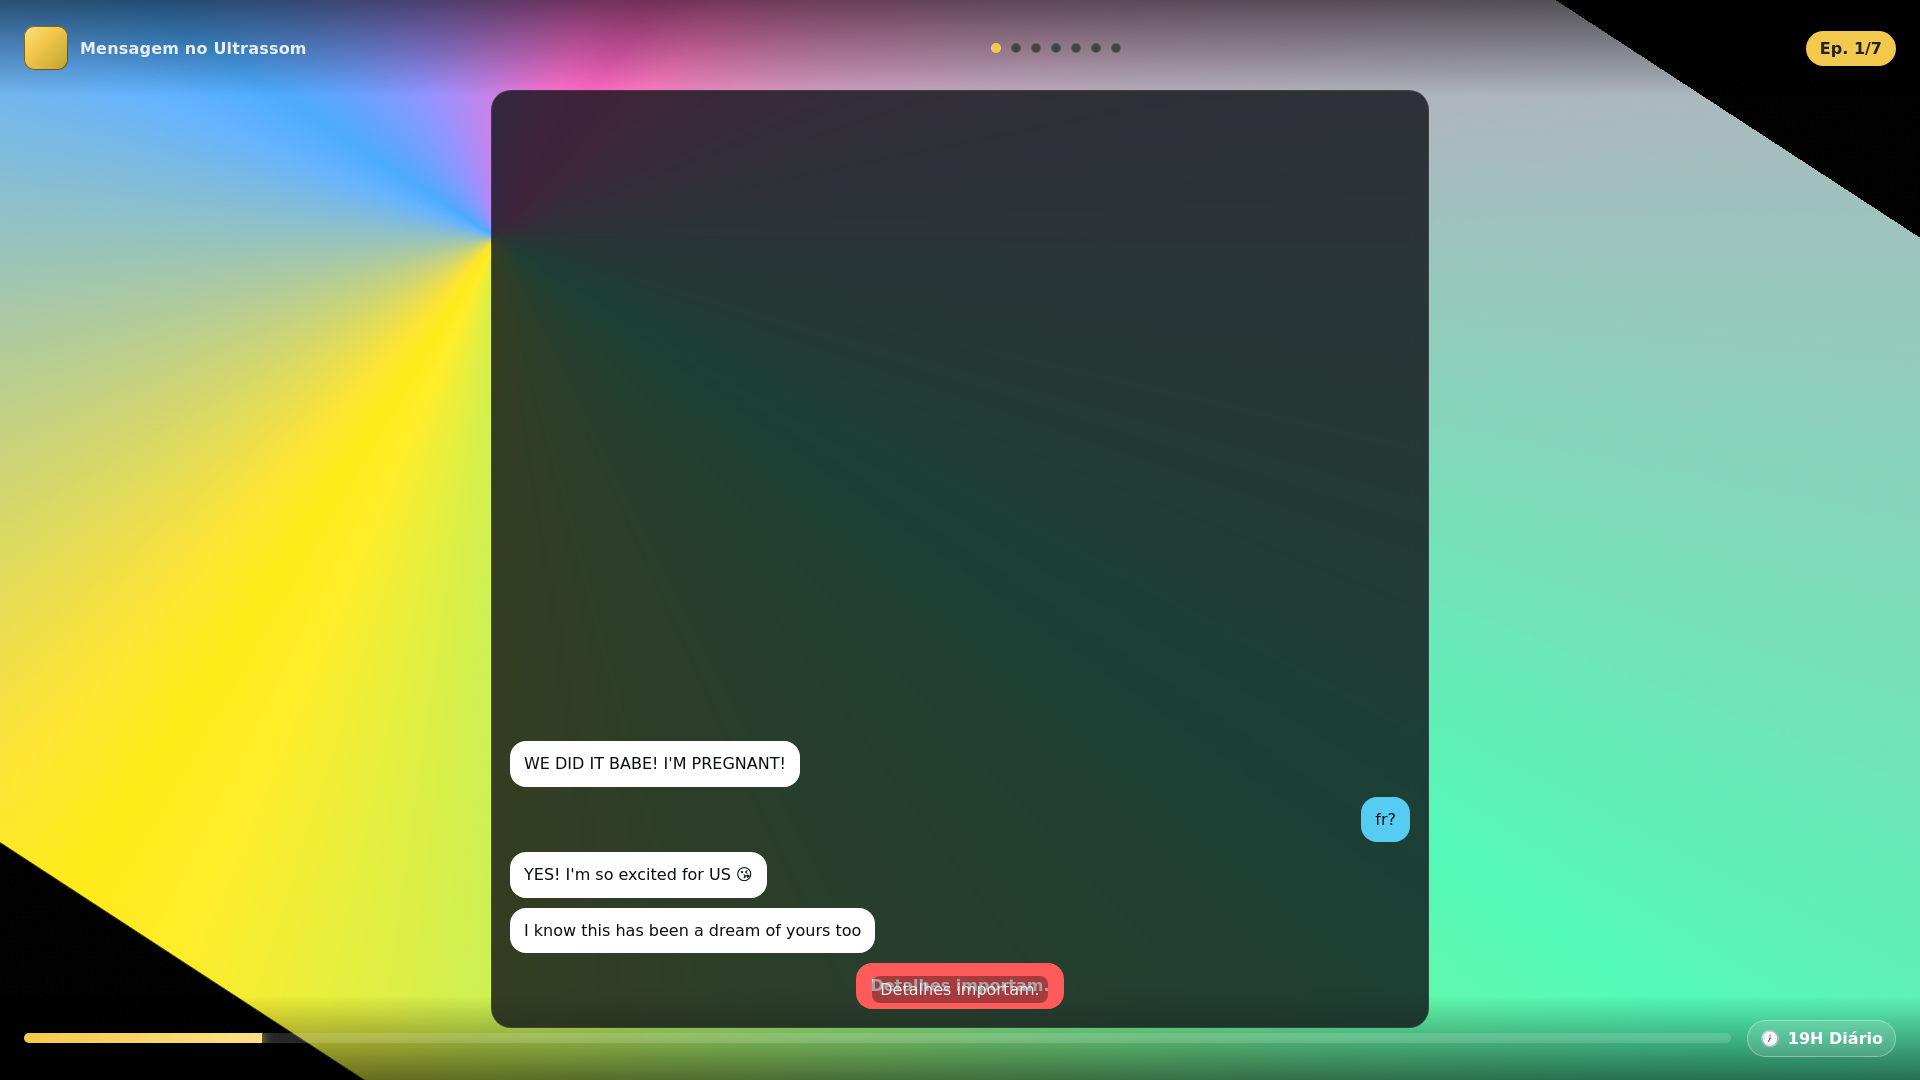 Mensagem no Ultrassom
Ep. 1/7
WE DID IT BABE! I'M PREGNANT!
fr?
YES! I'm so excited for US 😘
I know this has been a dream of yours too
Detalhes importam.
Detalhes importam.
19H Diário